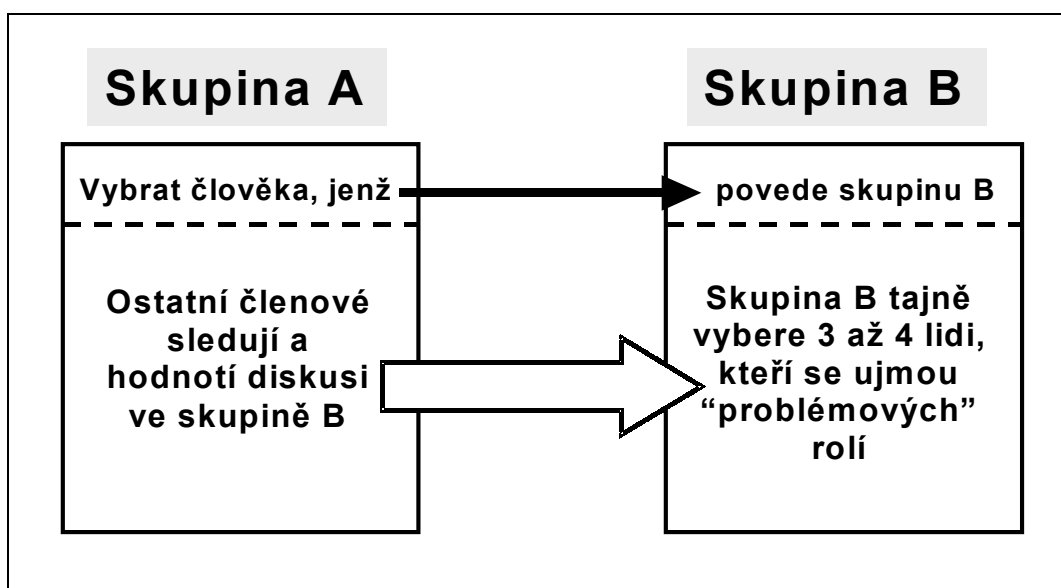 Skupina A
Skupina B
Vybrat člověka, jenž
povede skupinu B
Ostatní členové
sledují a
hodnotí diskusi
ve skupině B
Skupina B tajně
vybere 3 až 4 lidi,
kteří se ujmou
“problémových”
rolí